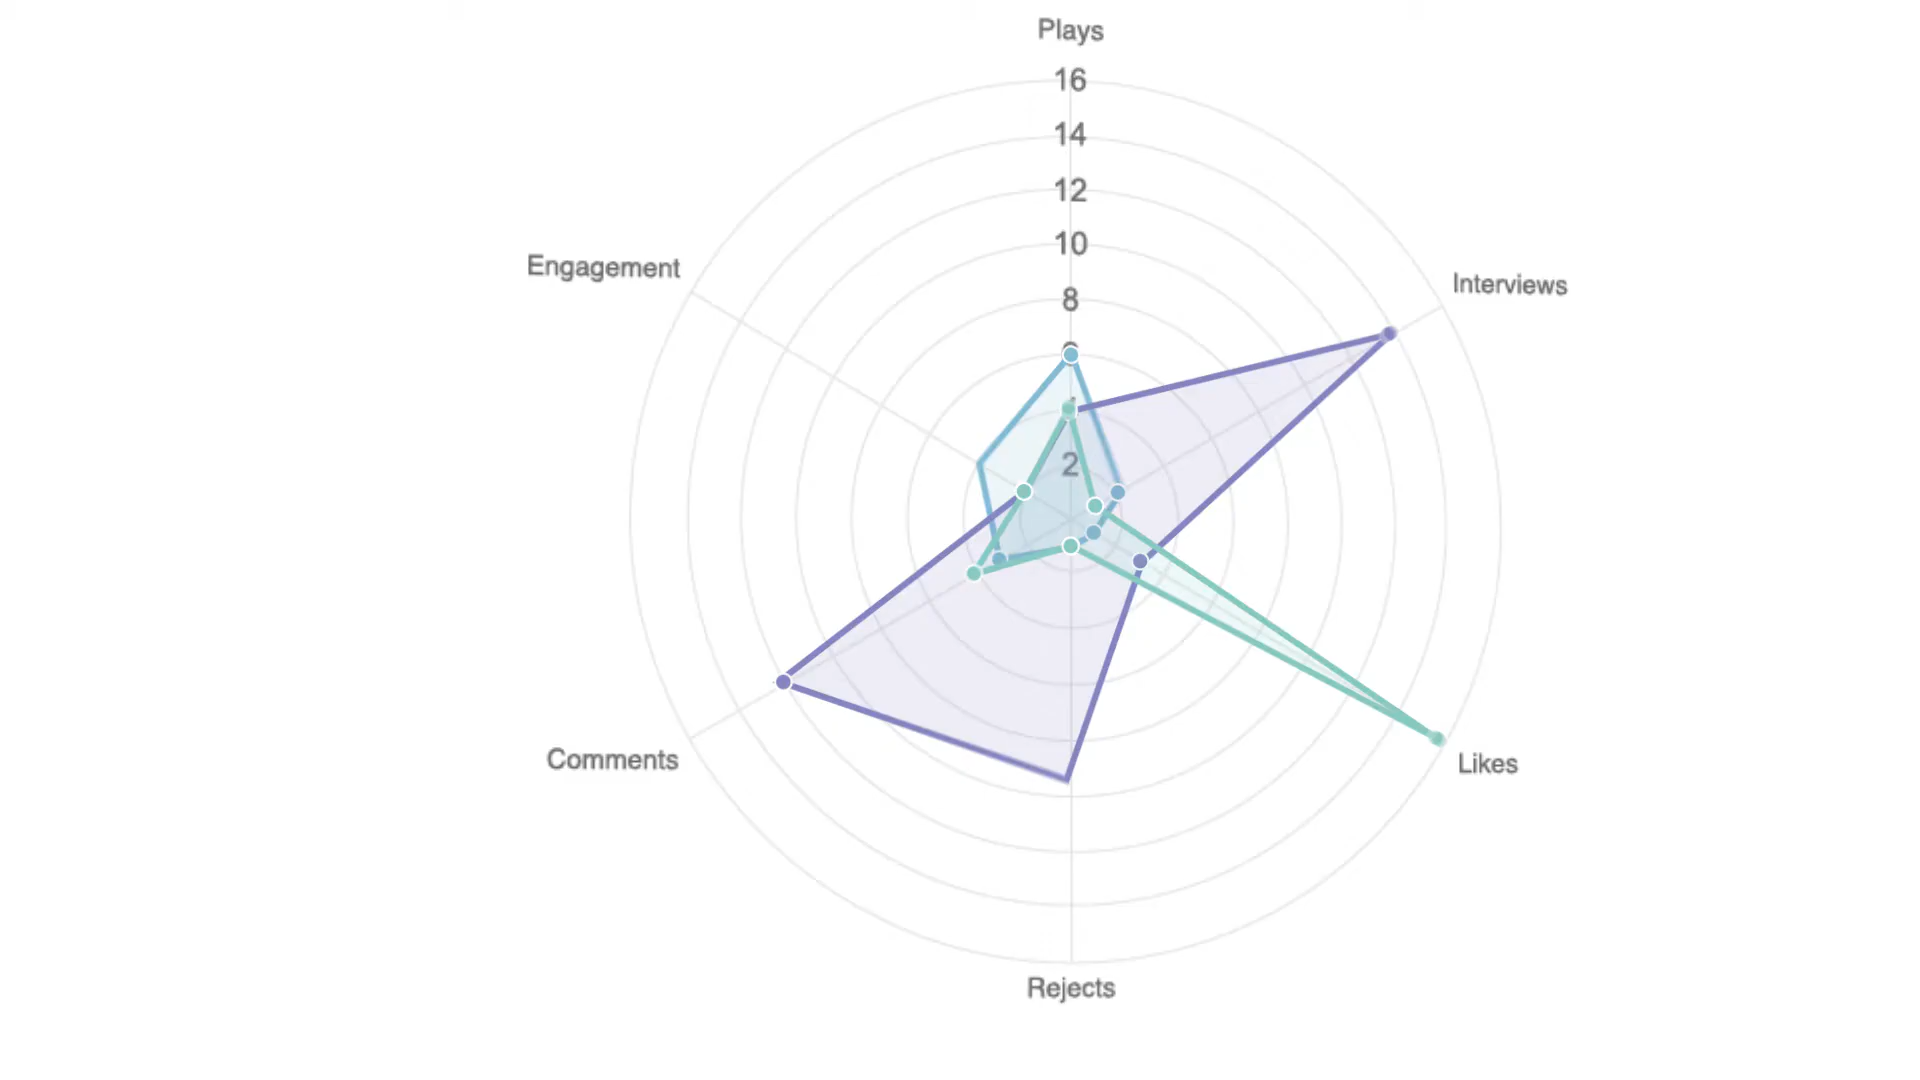 Plays
16
14
12
10
8
2
Engagement
Interviews
Comments
Likes
Rejects